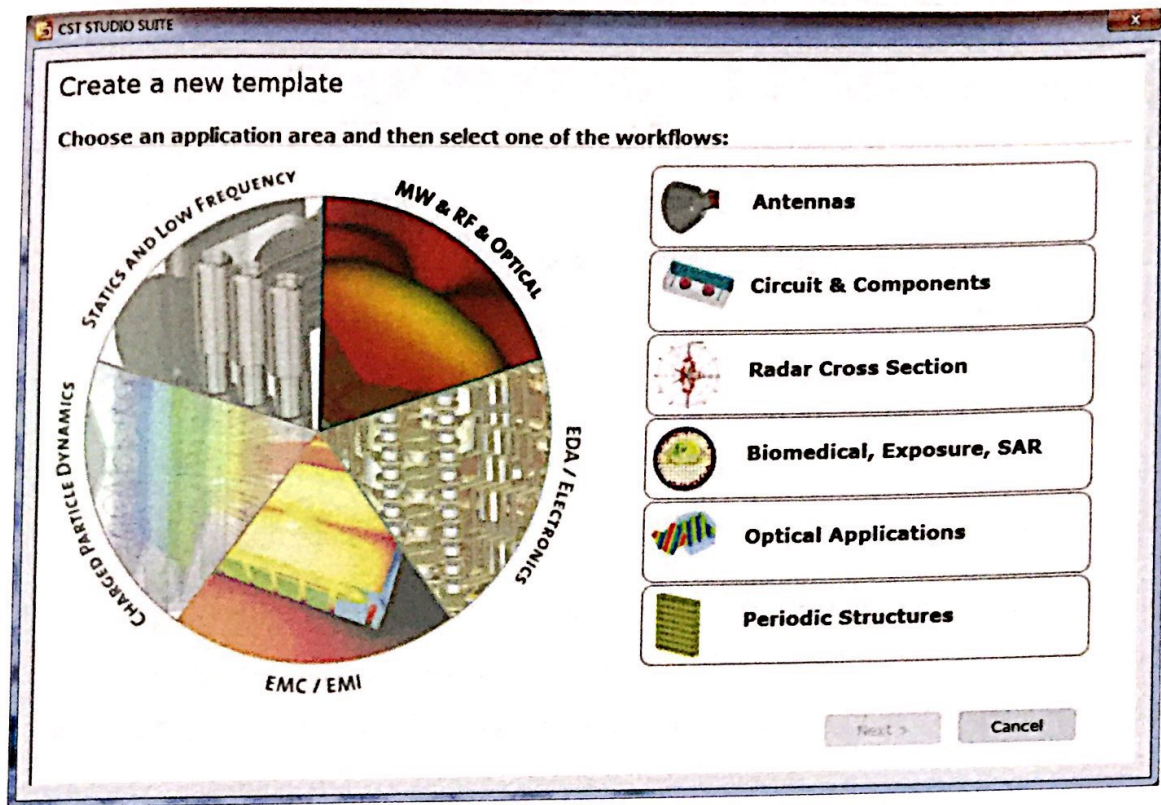 CST STUDIO SUITE
Create a new template
Choose an application area and then select one of the workflows:
STATICS AND LOW FREQUENCY
MW & RF & OPTICAL
EDA / ELECTRONICS
EMC / EMI
CHARGED PARTICLE DYNAMICS
Antennas
Circuit & Components
Radar Cross Section
Biomedical, Exposure, SAR
Optical Applications
Periodic Structures
Next >
Cancel